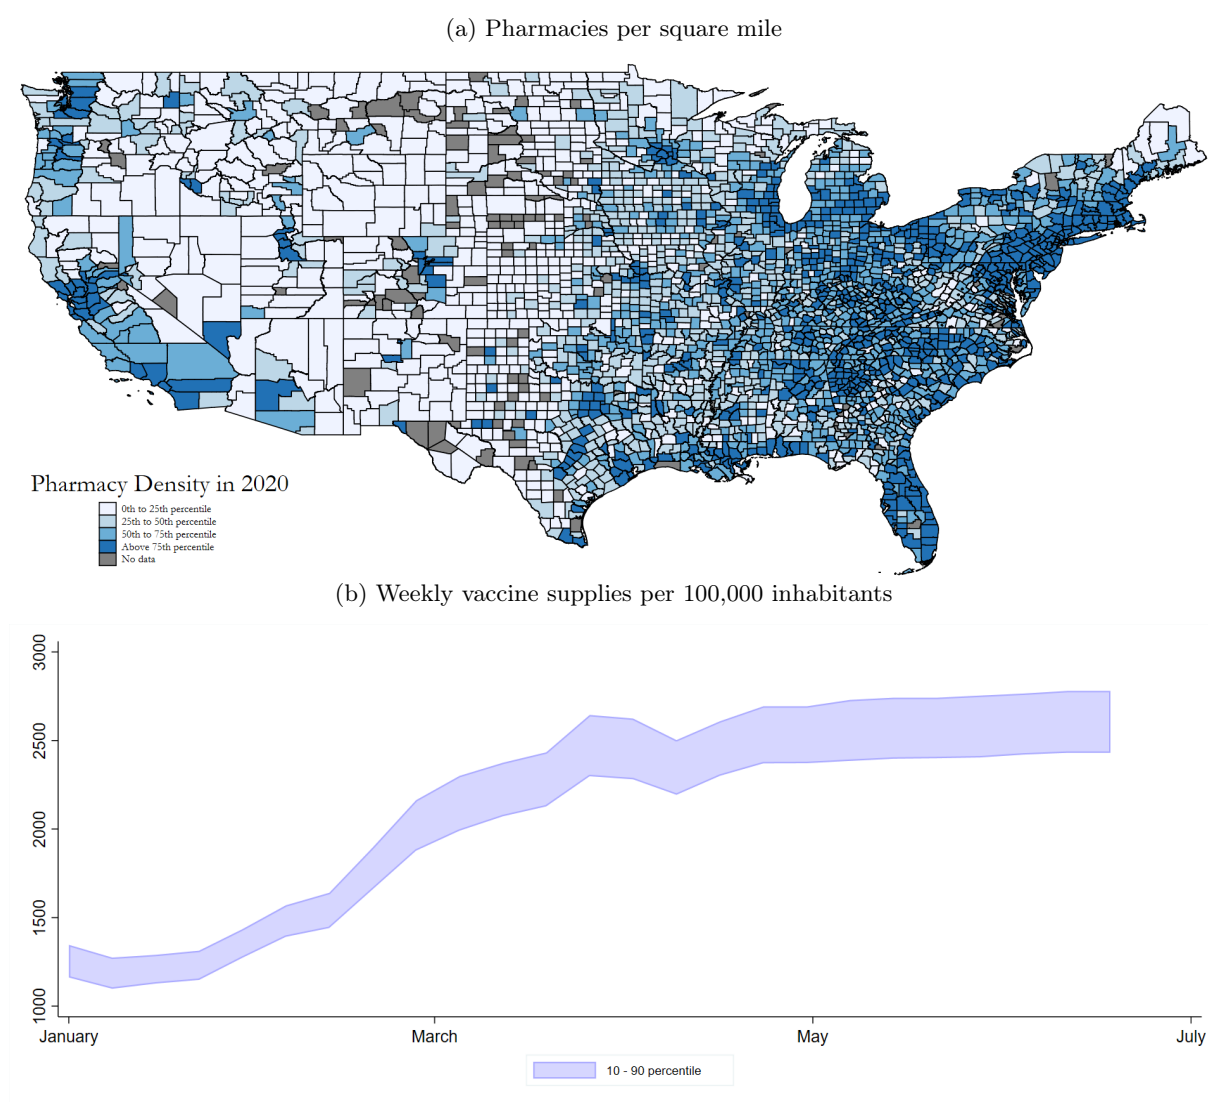 (a) Pharmacies per square mile
Pharmacy Density in 2020
0th to 25th percentile
25th to 50th percentile
50th to 75th percentile
Above 75th percentile
No data
(b) Weekly vaccine supplies per 100,000 inhabitants
3000
2500
2000
1500
1000
January March May July
10 - 90 percentile